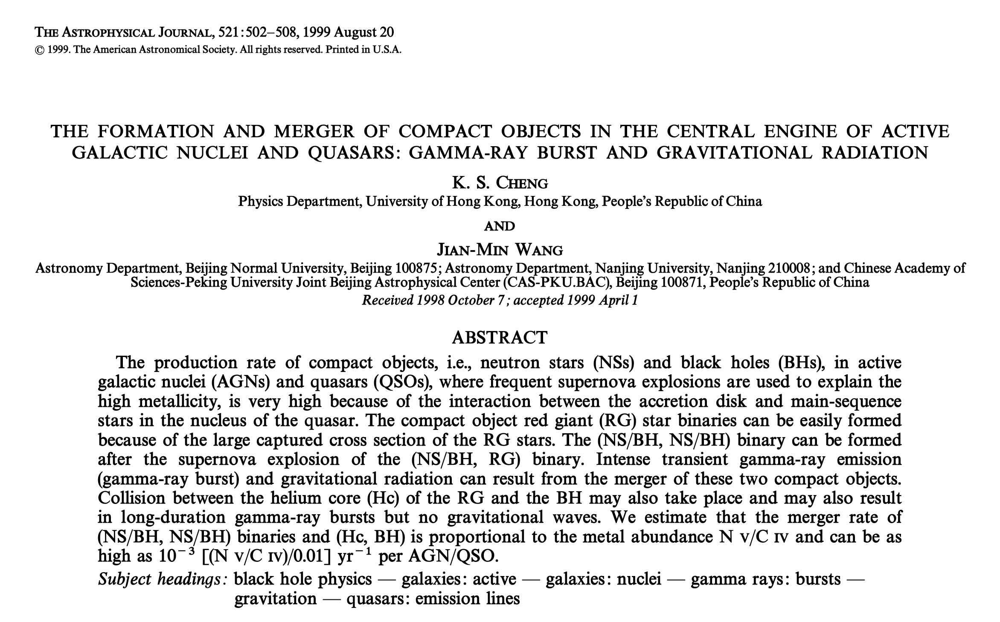 THE ASTROPHYSICAL JOURNAL, 521:502–508, 1999 August 20
© 1999. The American Astronomical Society. All rights reserved. Printed in U.S.A.
THE FORMATION AND MERGER OF COMPACT OBJECTS IN THE CENTRAL ENGINE OF ACTIVE
GALACTIC NUCLEI AND QUASARS: GAMMA-RAY BURST AND GRAVITATIONAL RADIATION
K. S. CHENG
Physics Department, University of Hong Kong, Hong Kong, People’s Republic of China
AND
JIAN-MIN WANG
Astronomy Department, Beijing Normal University, Beijing 100875; Astronomy Department, Nanjing University, Nanjing 210008; and Chinese Academy of
Sciences-Peking University Joint Beijing Astrophysical Center (CAS-PKU.BAC), Beijing 100871, People’s Republic of China
Received 1998 October 7; accepted 1999 April 1
ABSTRACT
The production rate of compact objects, i.e., neutron stars (NSs) and black holes (BHs), in active
galactic nuclei (AGNs) and quasars (QSOs), where frequent supernova explosions are used to explain the
high metallicity, is very high because of the interaction between the accretion disk and main-sequence
stars in the nucleus of the quasar. The compact object red giant (RG) star binaries can be easily formed
because of the large captured cross section of the RG stars. The (NS/BH, NS/BH) binary can be formed
after the supernova explosion of the (NS/BH, RG) binary. Intense transient gamma-ray emission
(gamma-ray burst) and gravitational radiation can result from the merger of these two compact objects.
Collision between the helium core (Hc) of the RG and the BH may also take place and may also result
in long-duration gamma-ray bursts but no gravitational waves. We estimate that the merger rate of
(NS/BH, NS/BH) binaries and (Hc, BH) is proportional to the metal abundance N V/C IV and can be as
high as 10⁻³ [(N V/C IV)/0.01] yr⁻¹ per AGN/QSO.
Subject headings: black hole physics — galaxies: active — galaxies: nuclei — gamma rays: bursts —
gravitation — quasars: emission lines